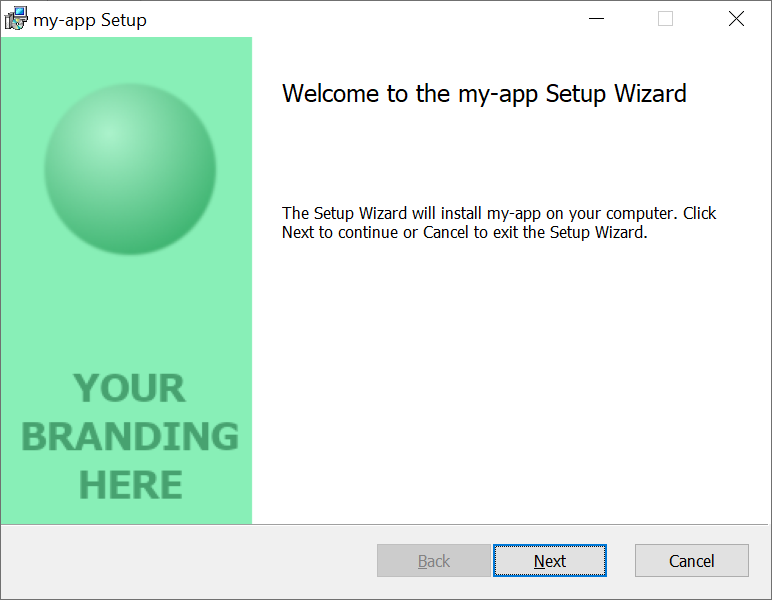 my-app Setup
Welcome to the my-app Setup Wizard
The Setup Wizard will install my-app on your computer. Click
Next to continue or Cancel to exit the Setup Wizard.
YOUR
BRANDING
HERE
Back
Next
Cancel